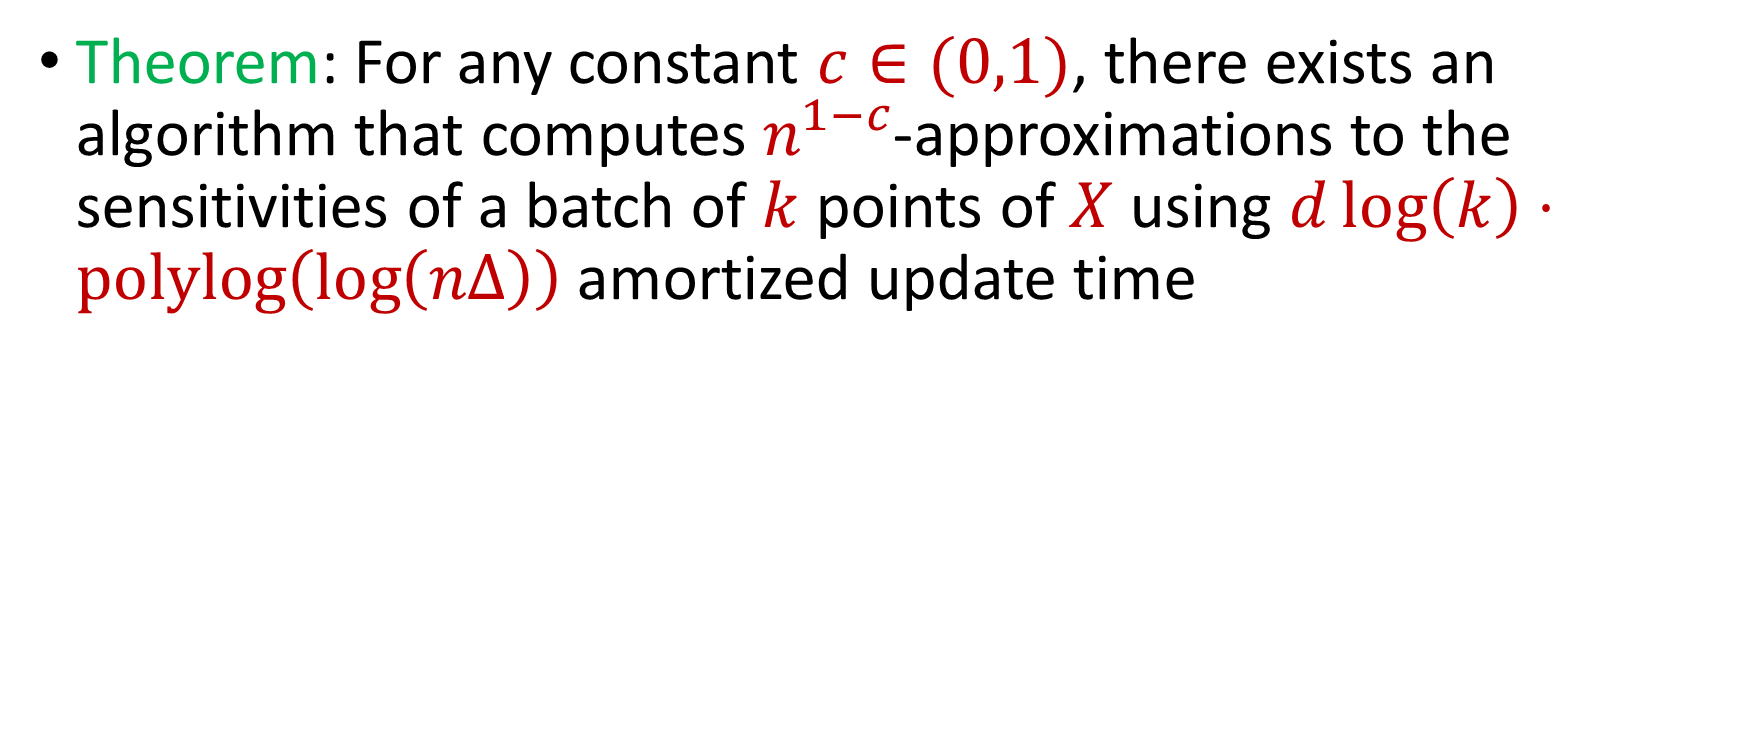 • Theorem: For any constant c ∈ (0,1), there exists an
algorithm that computes n^{1−c}-approximations to the
sensitivities of a batch of k points of X using d log(k) ·
polylog(log(nΔ)) amortized update time